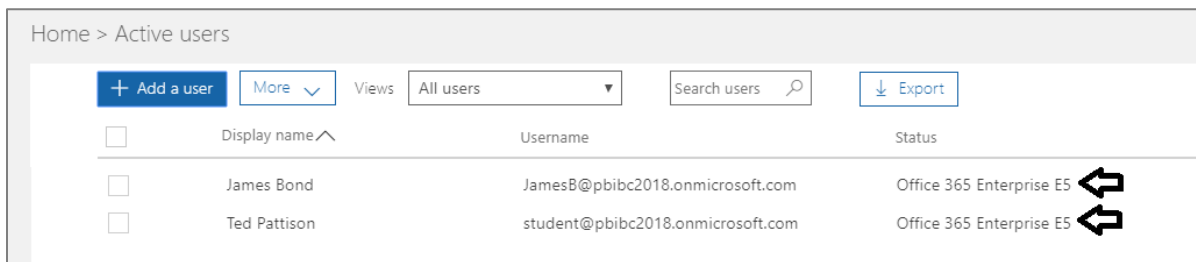 Home > Active users
+ Add a user More Views All users Search users Export
Display name Username Status
James Bond JamesB@pbibc2018.onmicrosoft.com Office 365 Enterprise E5
Ted Pattison student@pbibc2018.onmicrosoft.com Office 365 Enterprise E5